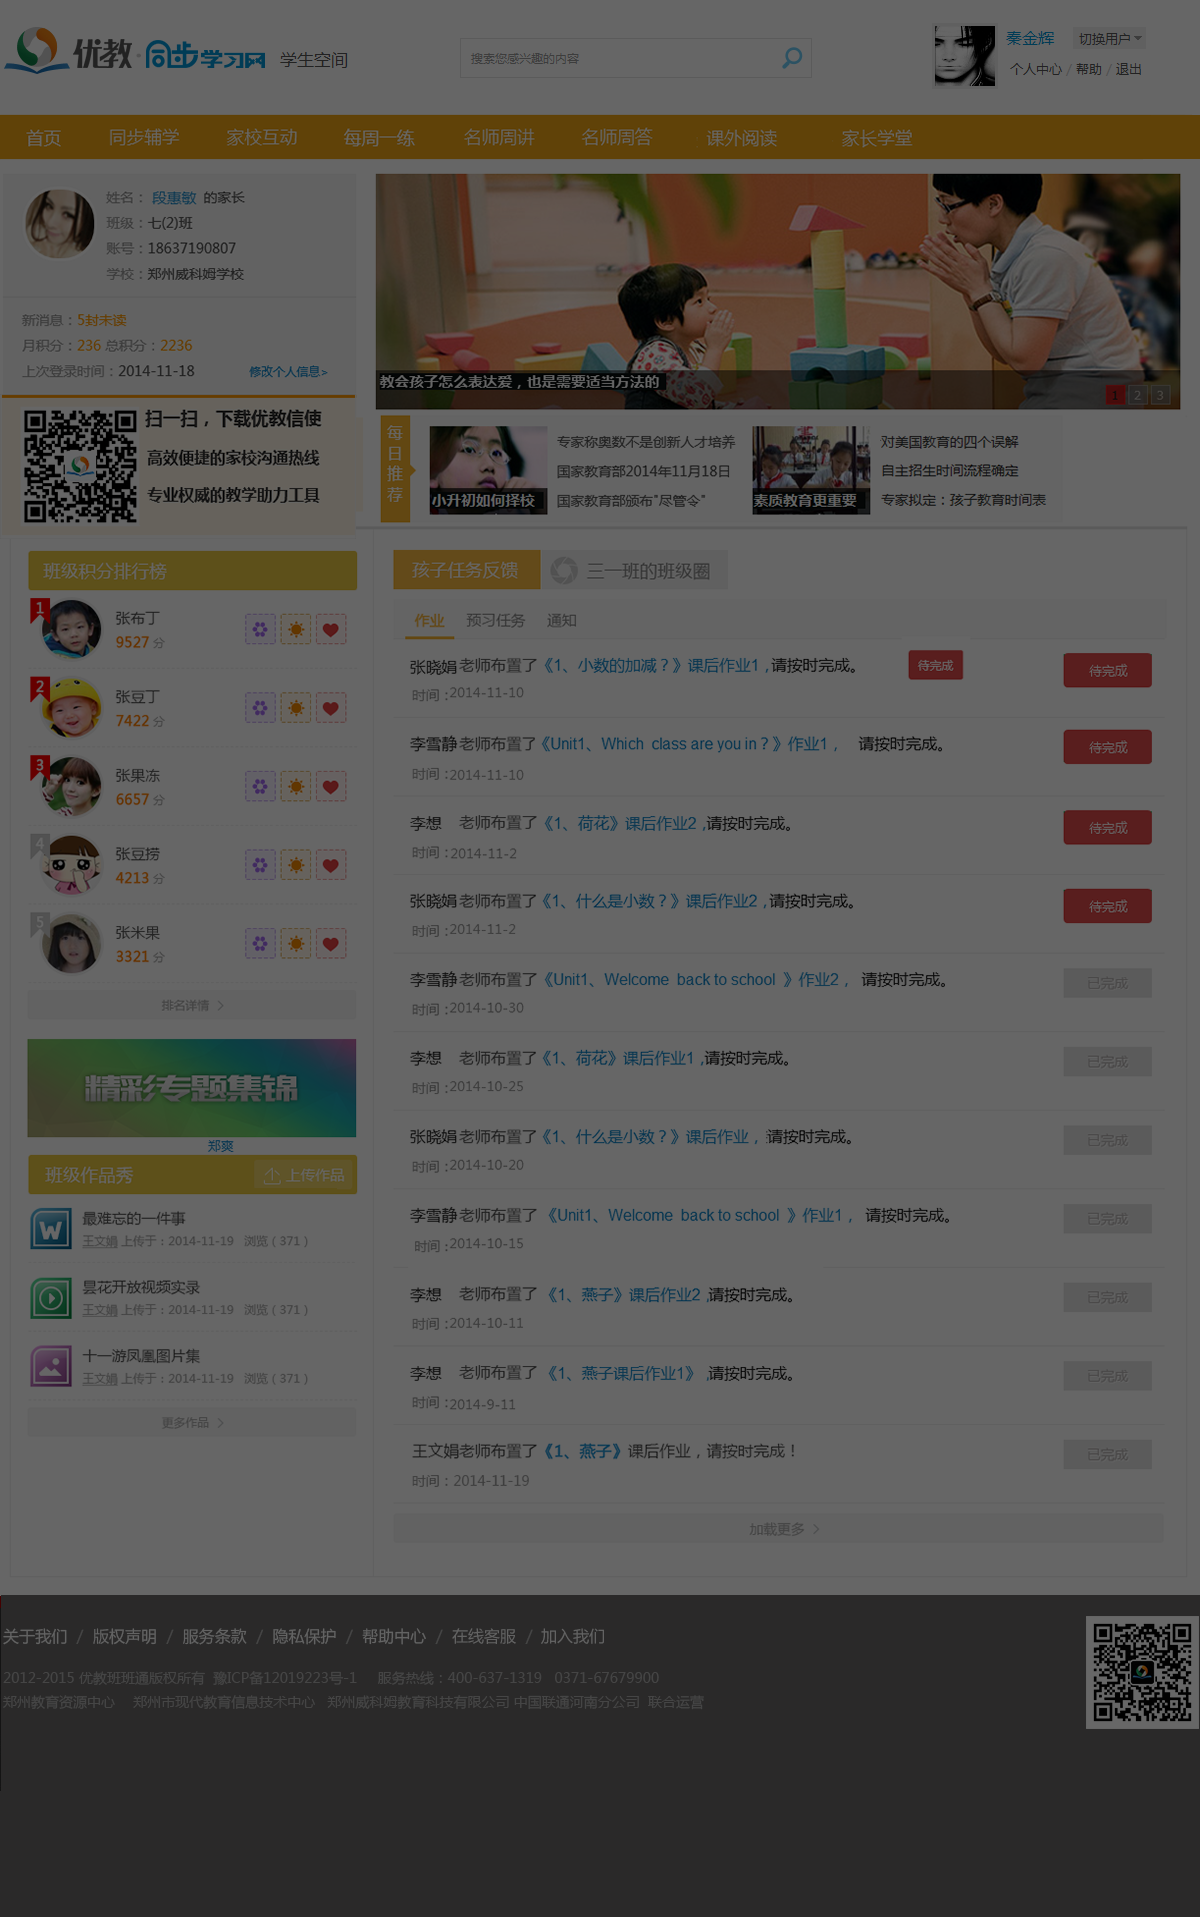 优教·同步学习网 学生空间
搜索您感兴趣的内容
秦金辉 切换用户
个人中心 / 帮助 / 退出
首页 同步辅学 家校互动 每周一练 名师周讲 名师周答 课外阅读 家长学堂
姓名： 段惠敏 的家长
班级：七(2)班
账号：18637190807
学校：郑州威科姆学校
新消息：5封未读
月积分：236 总积分：2236
上次登录时间：2014-11-18 修改个人信息>
扫一扫，下载优教信使
高效便捷的家校沟通热线
专业权威的教学助力工具
教会孩子怎么表达爱，也是需要适当方法的
1 2 3
每日推荐
小升初如何择校
专家称奥数不是创新人才培养
国家教育部2014年11月18日
国家教育部颁布"尽管令"
素质教育更重要
对美国教育的四个误解
自主招生时间流程确定
专家拟定：孩子教育时间表
班级积分排行榜
1 张布丁
9527 分
2 张豆丁
7422 分
3 张果冻
6657 分
4 张豆捞
4213 分
5 张米果
3321 分
排名详情 >
精彩专题集锦
郑爽
班级作品秀 上传作品
W 最难忘的一件事
王文娟 上传于：2014-11-19 浏览（371）
昙花开放视频实录
王文娟 上传于：2014-11-19 浏览（371）
十一游凤凰图片集
王文娟 上传于：2014-11-19 浏览（371）
更多作品 >
孩子任务反馈 三一班的班级圈
作业 预习任务 通知
张晓娟老师布置了《1、小数的加减？》课后作业1，请按时完成。 待完成 待完成
时间：2014-11-10
李雪静老师布置了《Unit1、Which class are you in？》作业1， 请按时完成。 待完成
时间：2014-11-10
李想 老师布置了《1、荷花》课后作业2，请按时完成。 待完成
时间：2014-11-2
张晓娟老师布置了《1、什么是小数？》课后作业2，请按时完成。 待完成
时间：2014-11-2
李雪静老师布置了《Unit1、Welcome back to school 》作业2， 请按时完成。 已完成
时间：2014-10-30
李想 老师布置了《1、荷花》课后作业1，请按时完成。 已完成
时间：2014-10-25
张晓娟老师布置了《1、什么是小数？》课后作业，请按时完成。 已完成
时间：2014-10-20
李雪静老师布置了 《Unit1、Welcome back to school 》作业1， 请按时完成。 已完成
时间：2014-10-15
李想 老师布置了 《1、燕子》课后作业2 ,请按时完成。 已完成
时间：2014-10-11
李想 老师布置了 《1、燕子课后作业1》 ,请按时完成。 已完成
时间：2014-9-11
王文娟老师布置了《1、燕子》课后作业，请按时完成！ 已完成
时间：2014-11-19
加载更多 >
关于我们 / 版权声明 / 服务条款 / 隐私保护 / 帮助中心 / 在线客服 / 加入我们
2012-2015 优教班班通版权所有 豫ICP备12019223号-1 服务热线：400-637-1319 0371-67679900
郑州教育资源中心 郑州市现代教育信息技术中心 郑州威科姆教育科技有限公司 中国联通河南分公司 联合运营